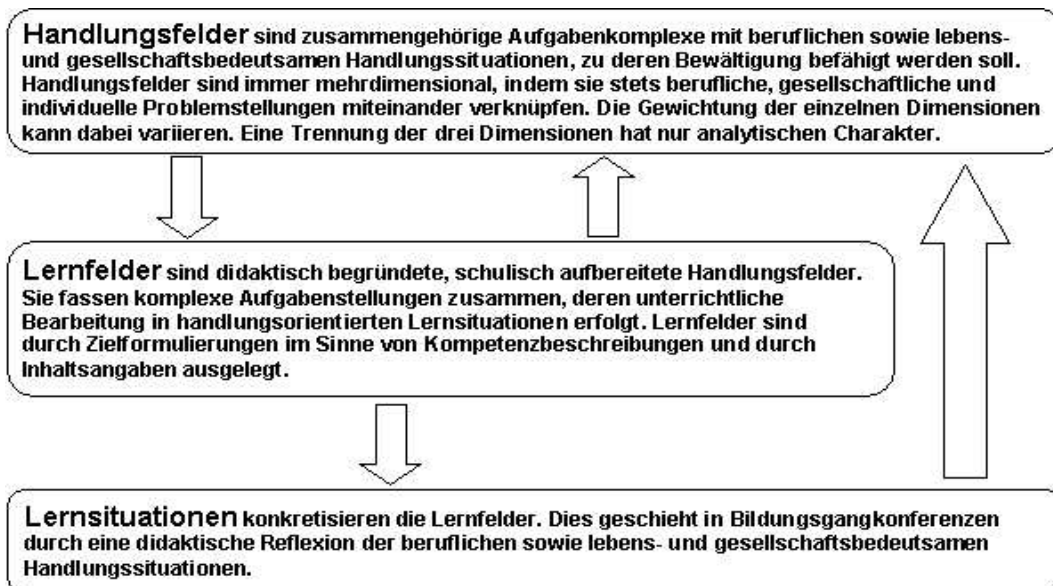 Handlungsfelder sind zusammengehörige Aufgabenkomplexe mit beruflichen sowie lebens-
und gesellschaftsbedeutsamen Handlungssituationen, zu deren Bewältigung befähigt werden soll.
Handlungsfelder sind immer mehrdimensional, indem sie stets berufliche, gesellschaftliche und
individuelle Problemstellungen miteinander verknüpfen. Die Gewichtung der einzelnen Dimensionen
kann dabei variieren. Eine Trennung der drei Dimensionen hat nur analytischen Charakter.
Lernfelder sind didaktisch begründete, schulisch aufbereitete Handlungsfelder.
Sie fassen komplexe Aufgabenstellungen zusammen, deren unterrichtliche
Bearbeitung in handlungsorientierten Lernsituationen erfolgt. Lernfelder sind
durch Zielformulierungen im Sinne von Kompetenzbeschreibungen und durch
Inhaltsangaben ausgelegt.
Lernsituationen konkretisieren die Lernfelder. Dies geschieht in Bildungsgangkonferenzen
durch eine didaktische Reflexion der beruflichen sowie lebens- und gesellschaftsbedeutsamen
Handlungssituationen.